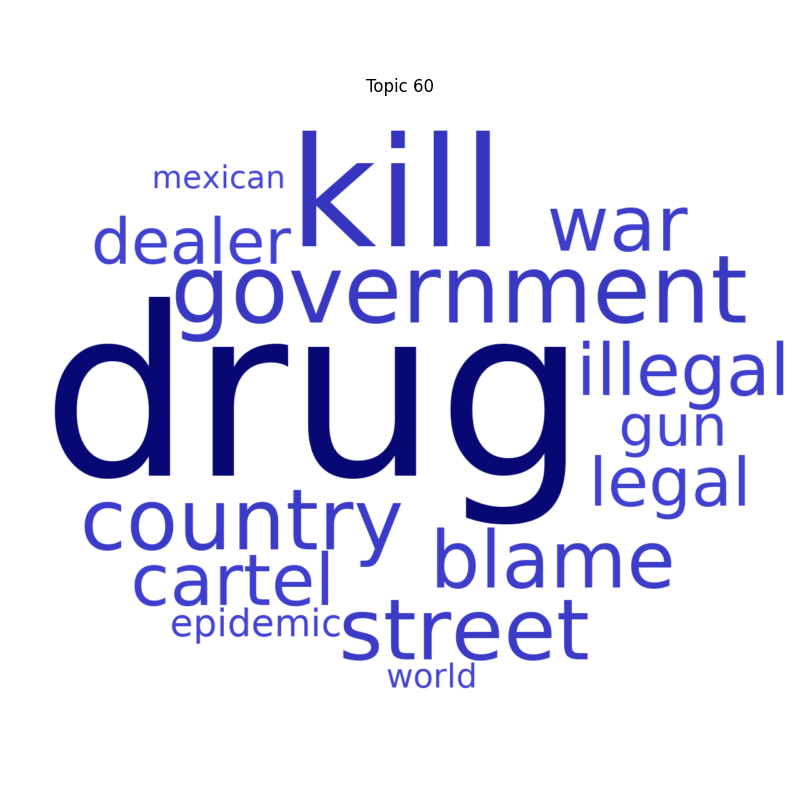 Topic 60
kill
mexican
war
dealer
government
drug
illegal
gun
legal
country
blame
cartel
street
epidemic
world